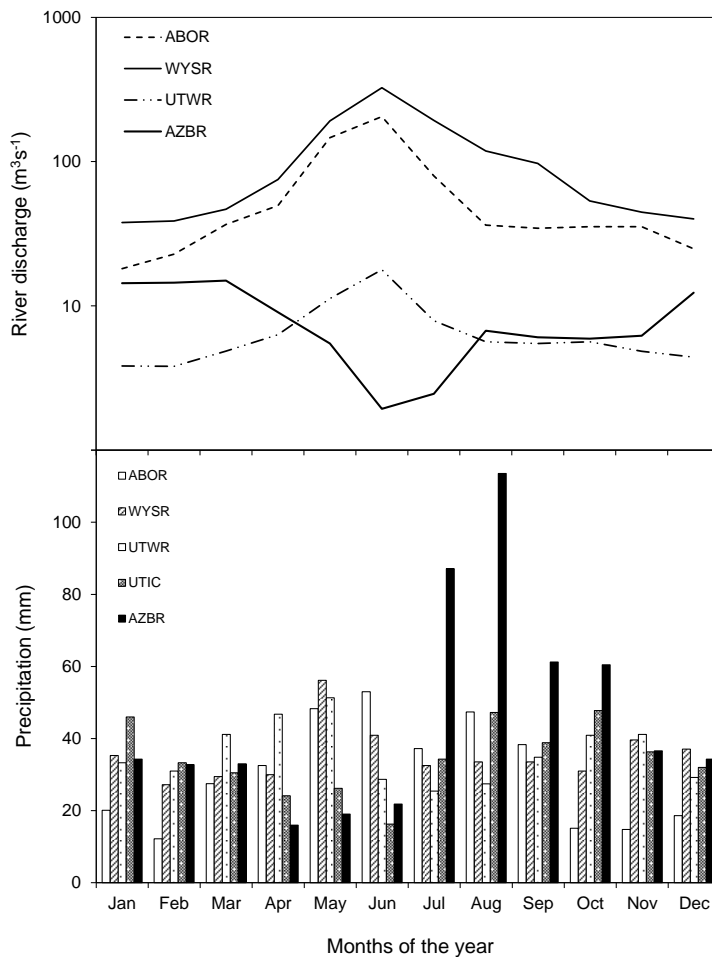 1000
100
10
River discharge (m³s⁻¹)
ABOR
WYSR
UTWR
AZBR
100
80
60
40
20
0
Precipitation (mm)
ABOR
WYSR
UTWR
UTIC
AZBR
Jan Feb Mar Apr May Jun Jul Aug Sep Oct Nov Dec
Months of the year